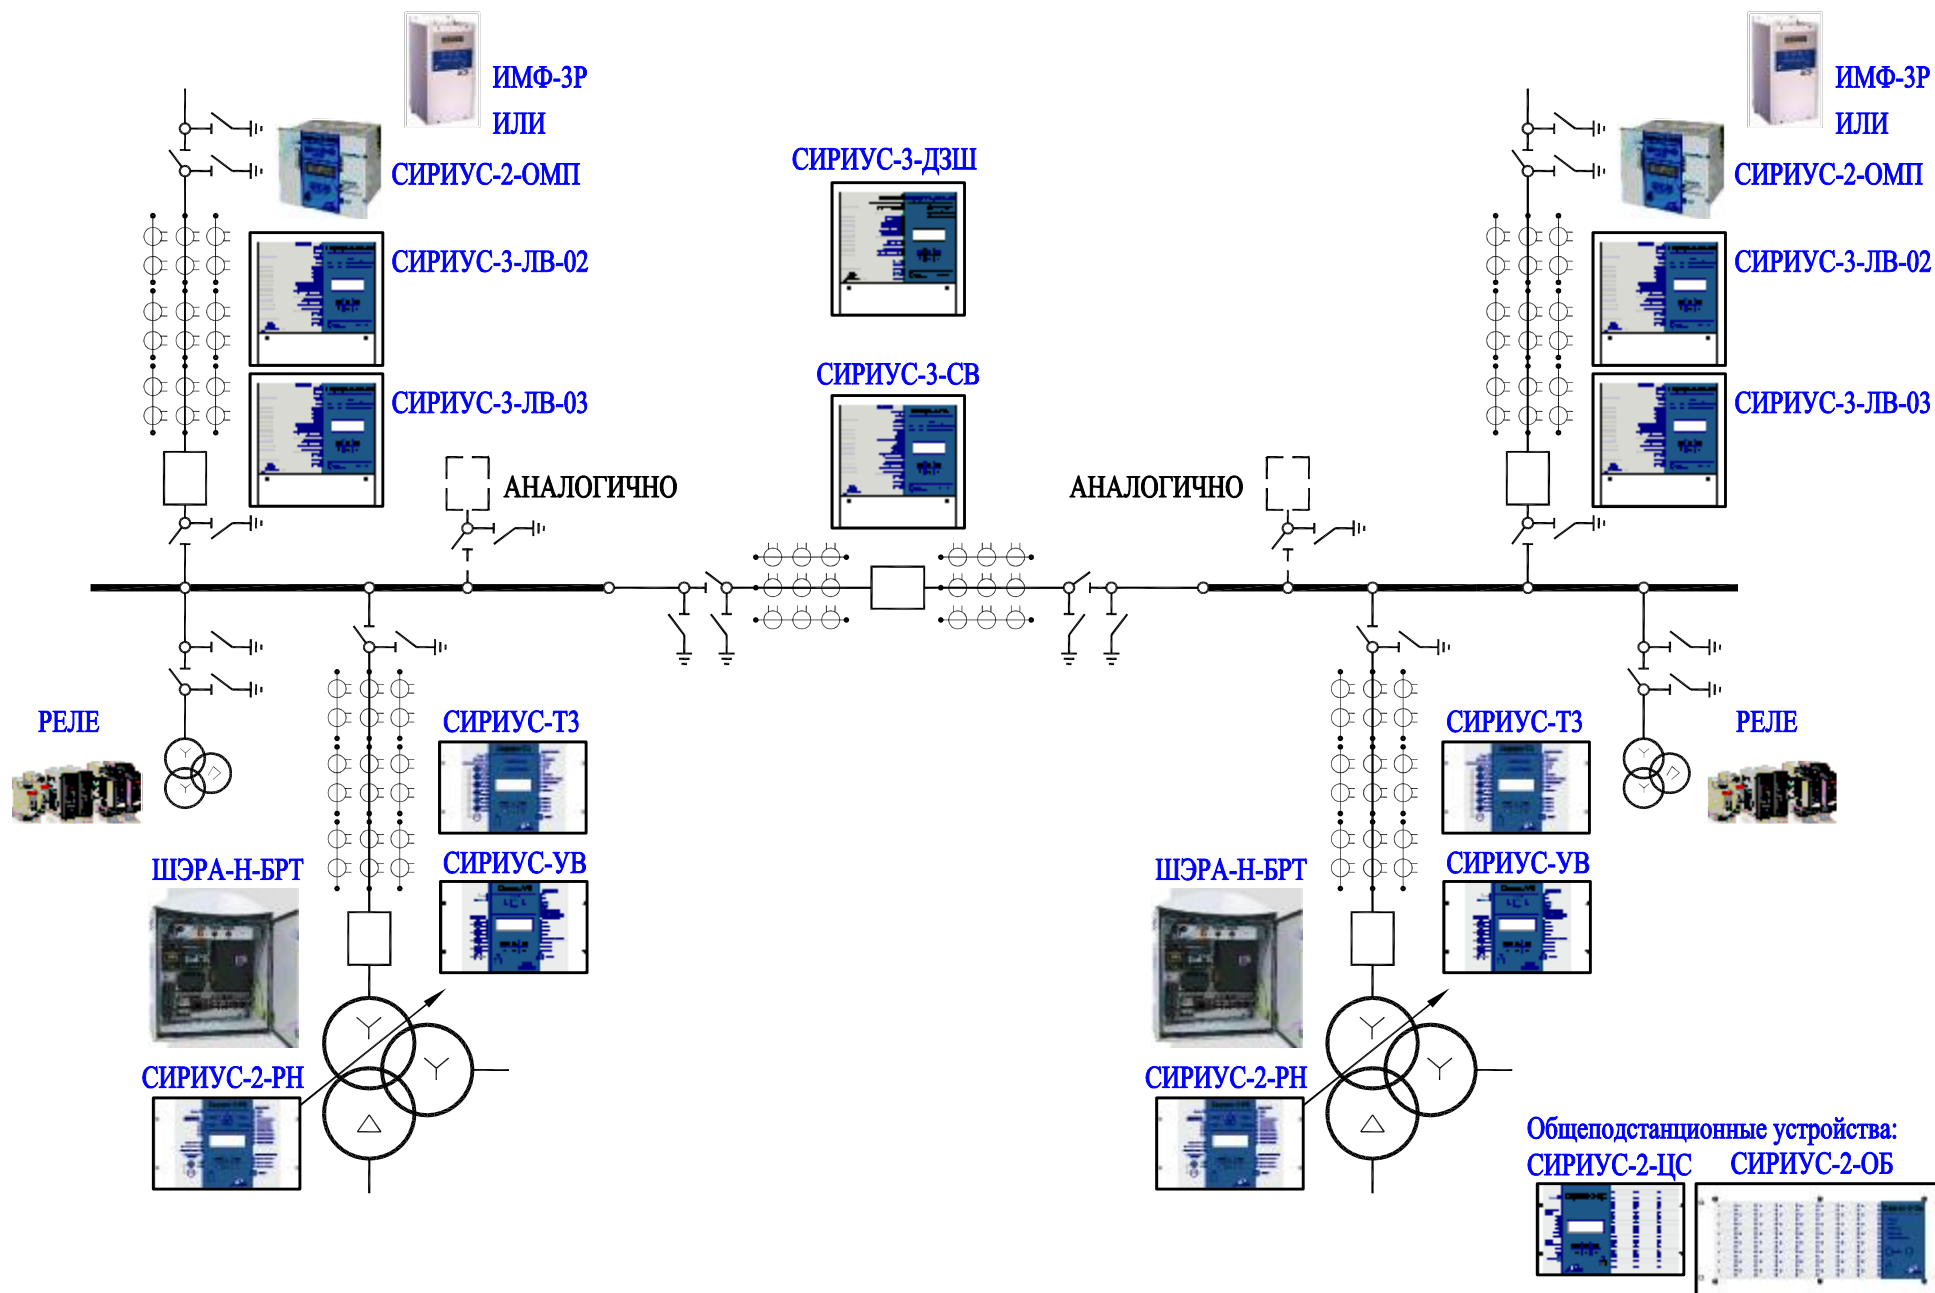 ИМФ-3Р
ИЛИ
СИРИУС-2-ОМП
СИРИУС-3-ЛВ-02
СИРИУС-3-ЛВ-03
АНАЛОГИЧНО
СИРИУС-3-ДЗШ
СИРИУС-3-СВ
АНАЛОГИЧНО
ИМФ-3Р
ИЛИ
СИРИУС-2-ОМП
СИРИУС-3-ЛВ-02
СИРИУС-3-ЛВ-03
РЕЛЕ
СИРИУС-Т3
СИРИУС-УВ
ШЭРА-Н-БРТ
СИРИУС-2-РН
СИРИУС-Т3
РЕЛЕ
СИРИУС-УВ
ШЭРА-Н-БРТ
СИРИУС-2-РН
Общеподстанционные устройства:
СИРИУС-2-ЦС СИРИУС-2-ОБ